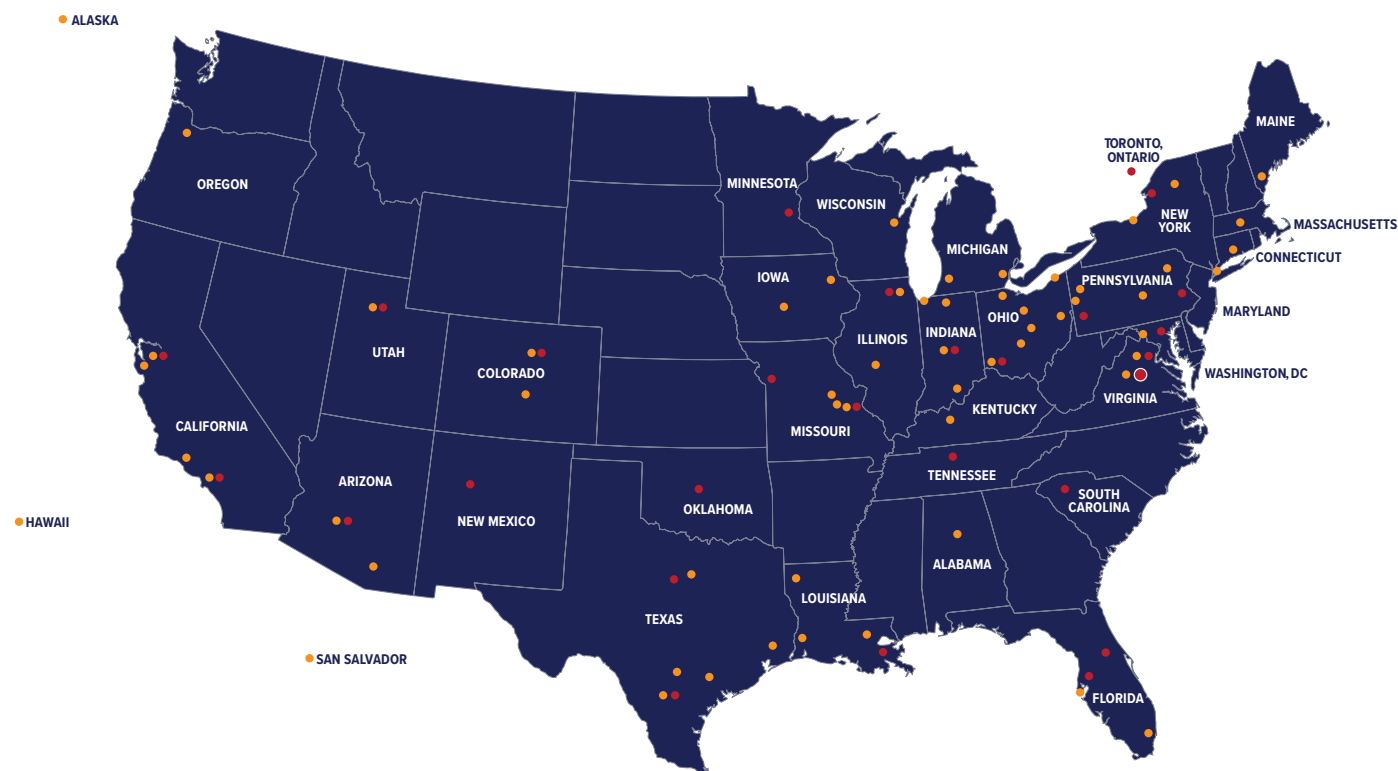 ALASKA
MAINE
TORONTO,
ONTARIO
MINNESOTA
OREGON
WISCONSIN
NEW
YORK
MASSACHUSETTS
MICHIGAN
CONNECTICUT
IOWA
PENNSYLVANIA
MARYLAND
OHIO
INDIANA
ILLINOIS
UTAH
COLORADO
WASHINGTON, DC
VIRGINIA
KENTUCKY
CALIFORNIA
MISSOURI
TENNESSEE
ARIZONA
SOUTH
CAROLINA
OKLAHOMA
NEW MEXICO
HAWAII
ALABAMA
LOUISIANA
TEXAS
SAN SALVADOR
FLORIDA